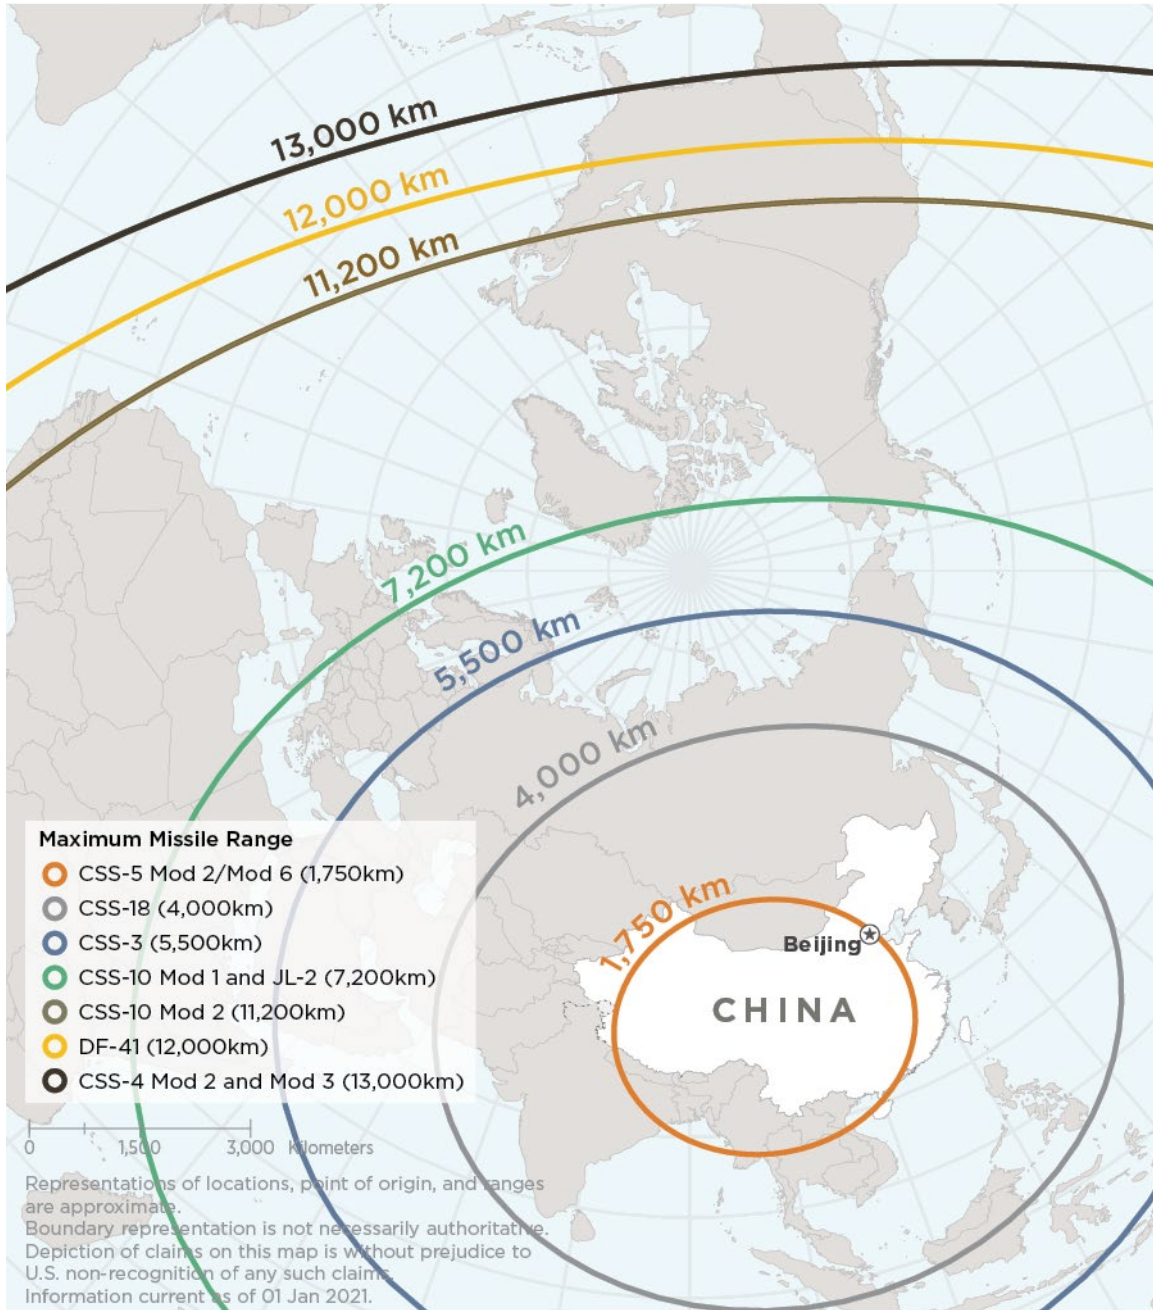 13,000 km
12,000 km
11,200 km
7,200 km
5,500 km
4,000 km
1,750 km
Beijing
CHINA
Maximum Missile Range
CSS-5 Mod 2/Mod 6 (1,750km)
CSS-18 (4,000km)
CSS-3 (5,500km)
CSS-10 Mod 1 and JL-2 (7,200km)
CSS-10 Mod 2 (11,200km)
DF-41 (12,000km)
CSS-4 Mod 2 and Mod 3 (13,000km)
0 1,500 3,000 Kilometers
Representations of locations, point of origin, and ranges
are approximate.
Boundary representation is not necessarily authoritative.
Depiction of claims on this map is without prejudice to
U.S. non-recognition of any such claims.
Information current as of 01 Jan 2021.